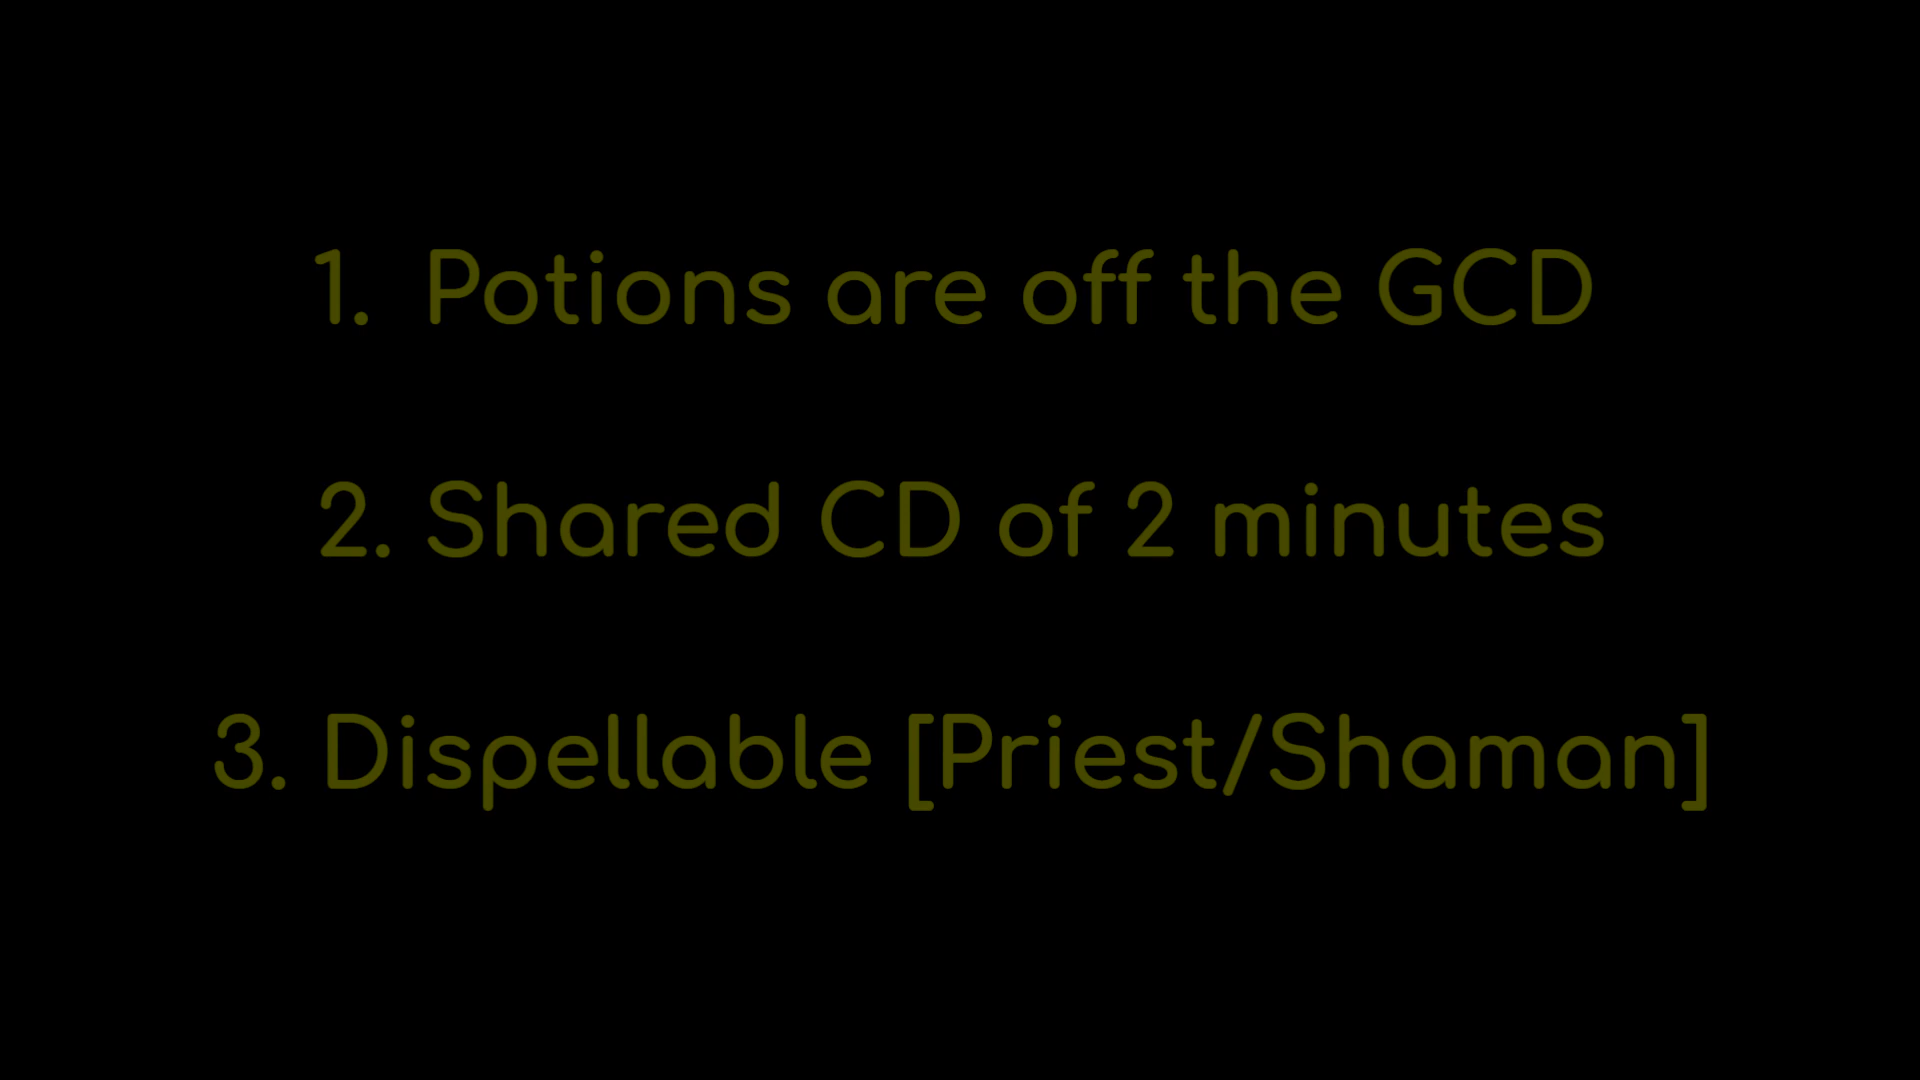 1. Potions are off the GCD
2. Shared CD of 2 minutes
3. Dispellable [Priest/Shaman]